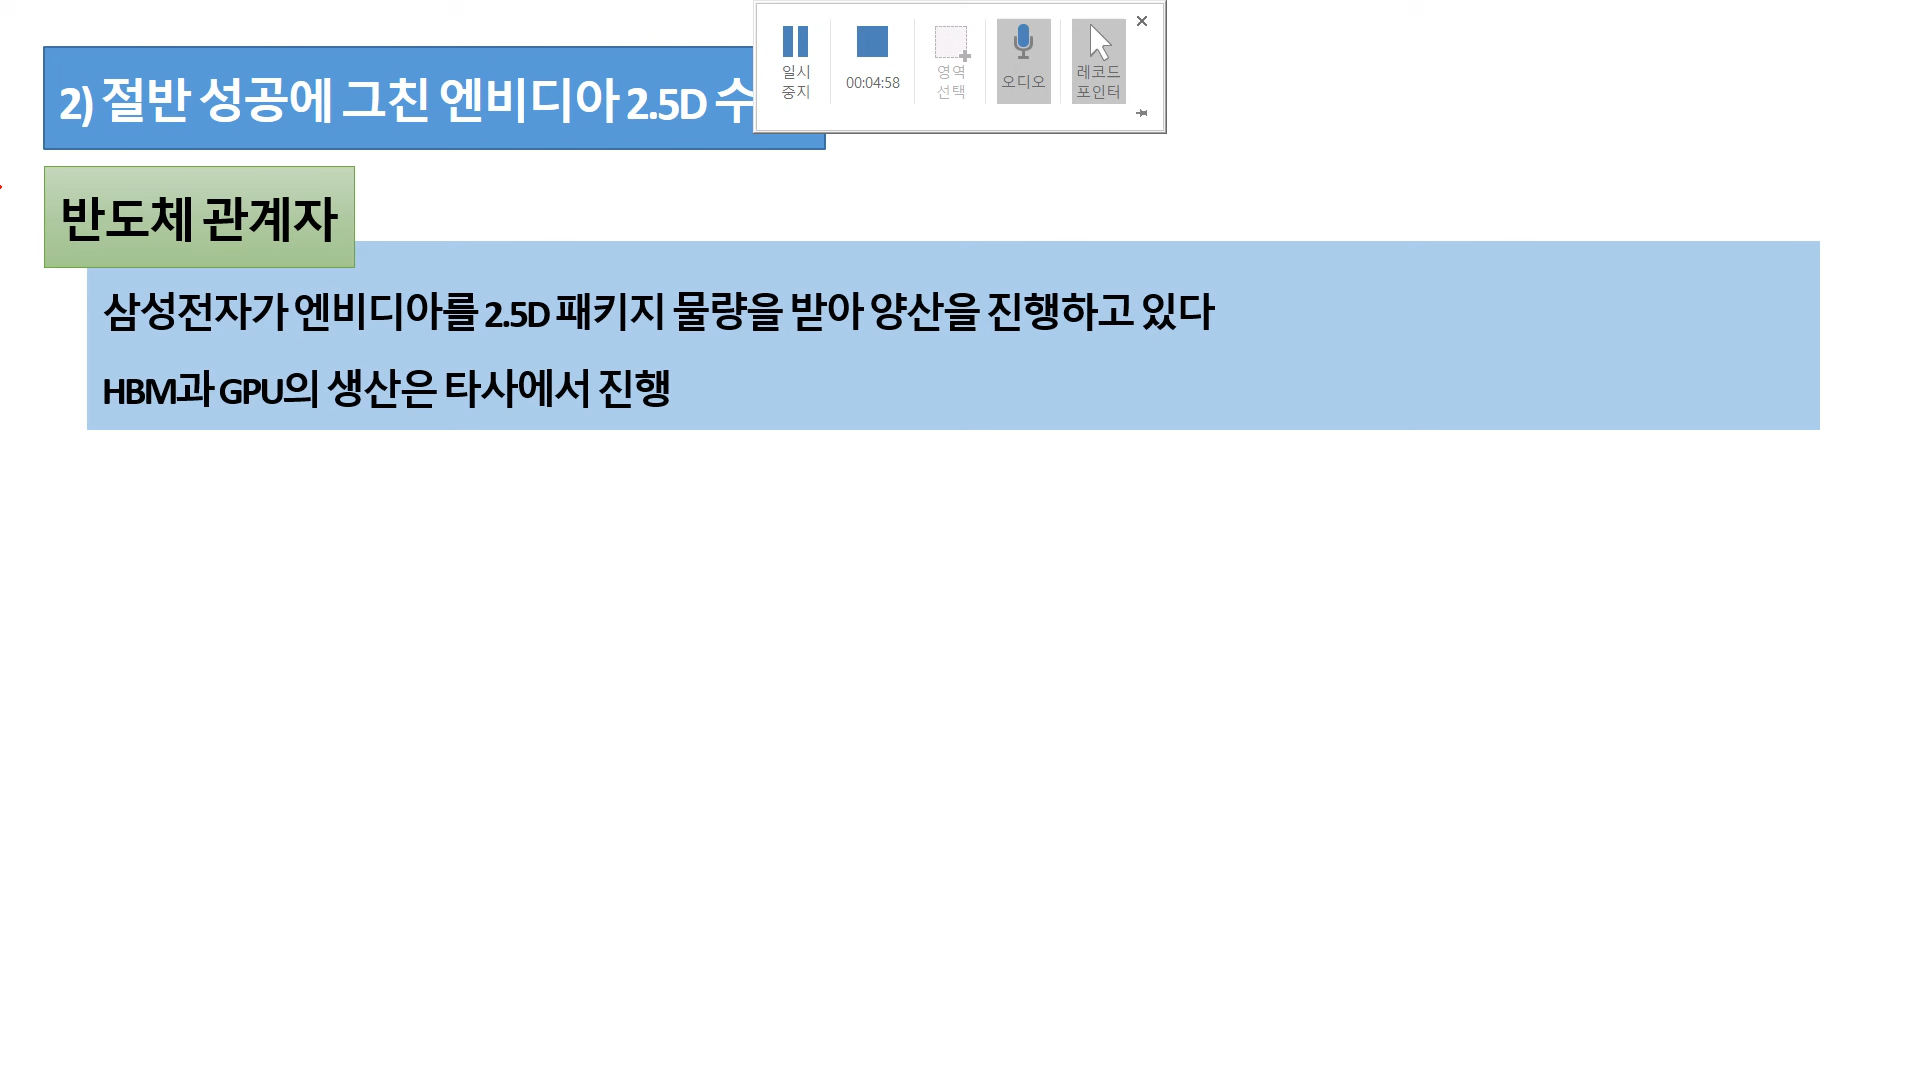 2) 절반 성공에 그친 엔비디아 2.5D 수
일시
중지
00:04:58
영역
선택
오디오
레코드
포인터
반도체 관계자
삼성전자가 엔비디아를 2.5D 패키지 물량을 받아 양산을 진행하고 있다
HBM과 GPU의 생산은 타사에서 진행